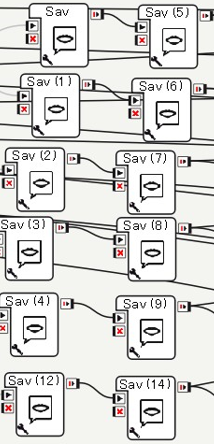 Sav
Sav (5)
Sav (1)
Sav (6)
Sav (2)
Sav (7)
Sav (3)
Sav (8)
Sav (4)
Sav (9)
Sav (12)
Sav (14)